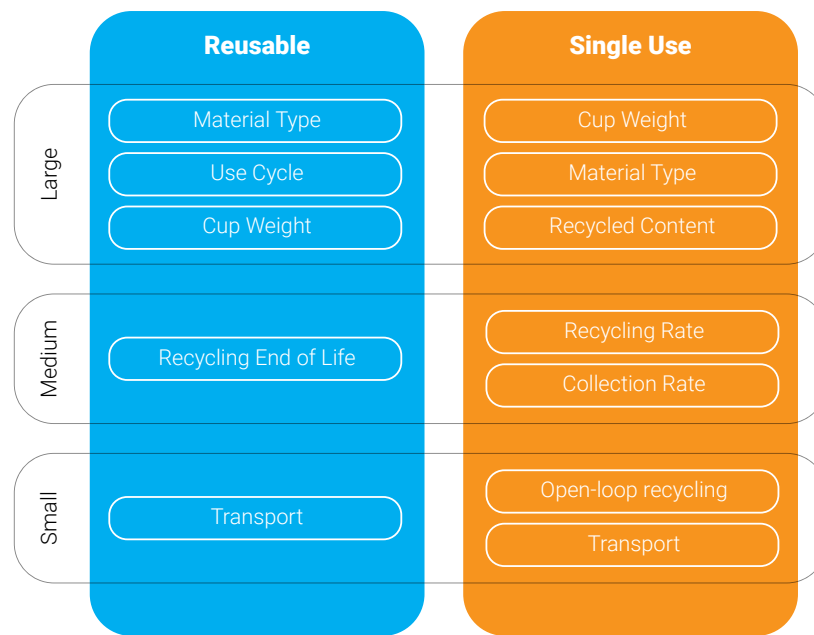 Reusable
Single Use
Large
Material Type
Use Cycle
Cup Weight
Cup Weight
Material Type
Recycled Content
Medium
Recycling End of Life
Recycling Rate
Collection Rate
Small
Transport
Open-loop recycling
Transport